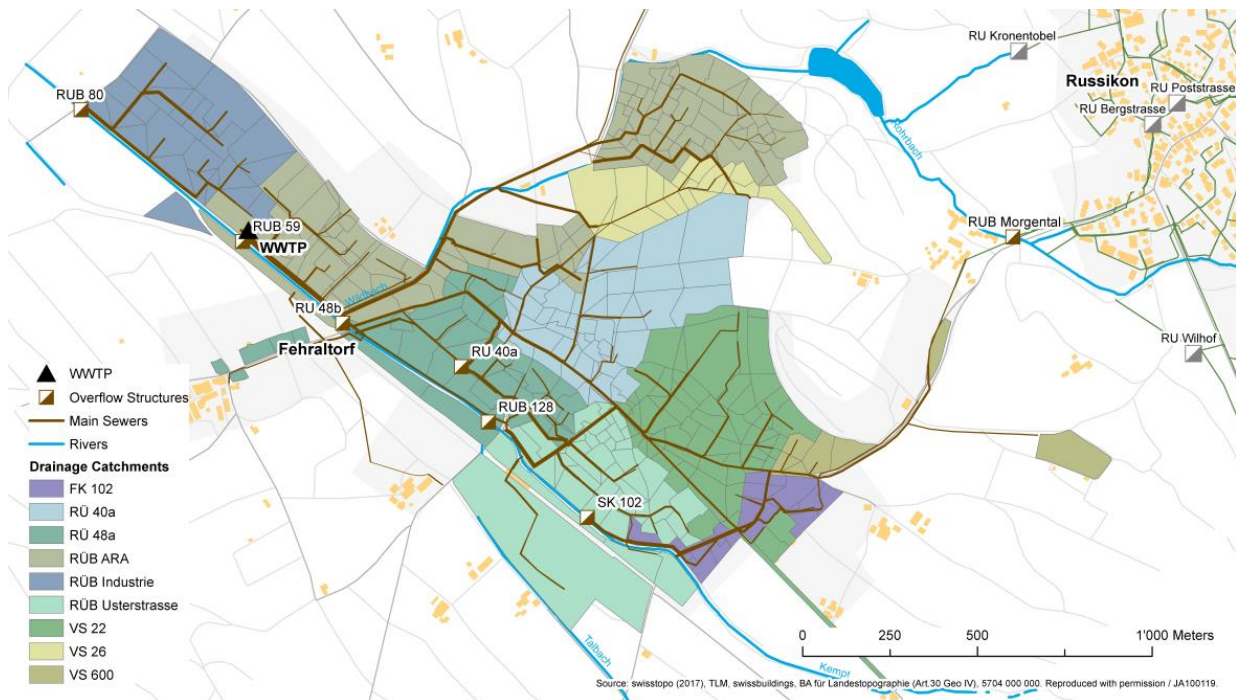 RU Kronentobel
Russikon
RUB 80
RU Poststrasse
RU Bergstrasse
Rohrbach
RUB Morgental
RUB 59
WWTP
Wildbach
RU 48b
RU Wilhof
Fehraltorf
RU 40a
WWTP
Overflow Structures
RUB 128
Main Sewers
Rivers
Drainage Catchments
FK 102
SK 102
RÜ 40a
RÜ 48a
RÜB ARA
RÜB Industrie
RÜB Usterstrasse
VS 22
0 250 500 1'000 Meters
VS 26
Talbach
Kempt
VS 600
Source: swisstopo (2017), TLM, swissbuildings, BA für Landestopographie (Art.30 Geo IV), 5704 000 000. Reproduced with permission / JA100119.